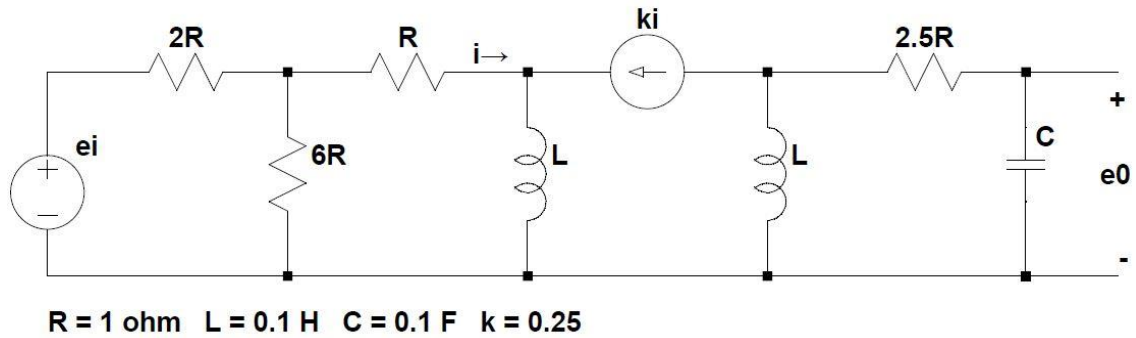 2R R i→ ki 2.5R
+
ei + − 6R L L C e0
-
R = 1 ohm L = 0.1 H C = 0.1 F k = 0.25